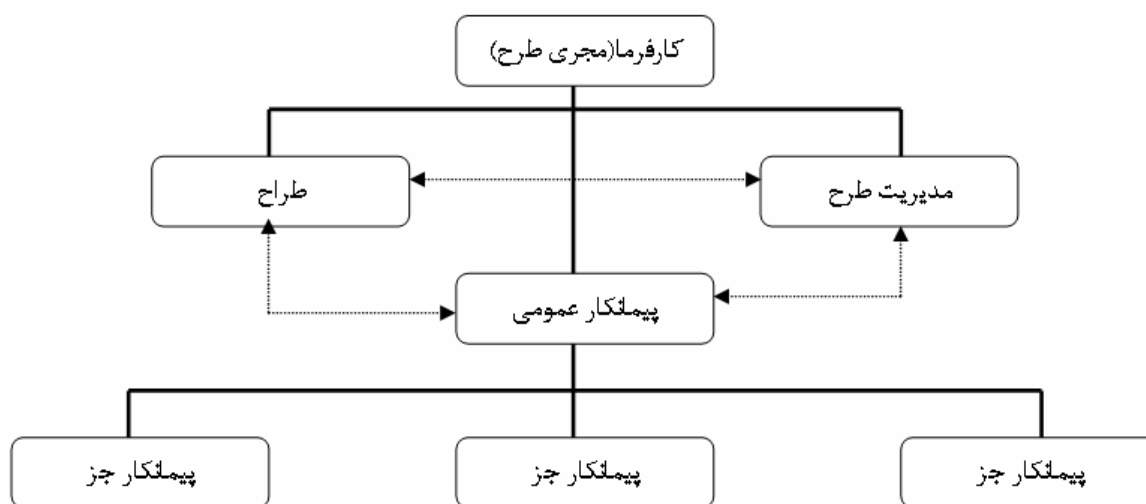 کارفرما(مجری طرح)
مدیریت طرح
طراح
پیمانکار عمومی
پیمانکار جز
پیمانکار جز
پیمانکار جز